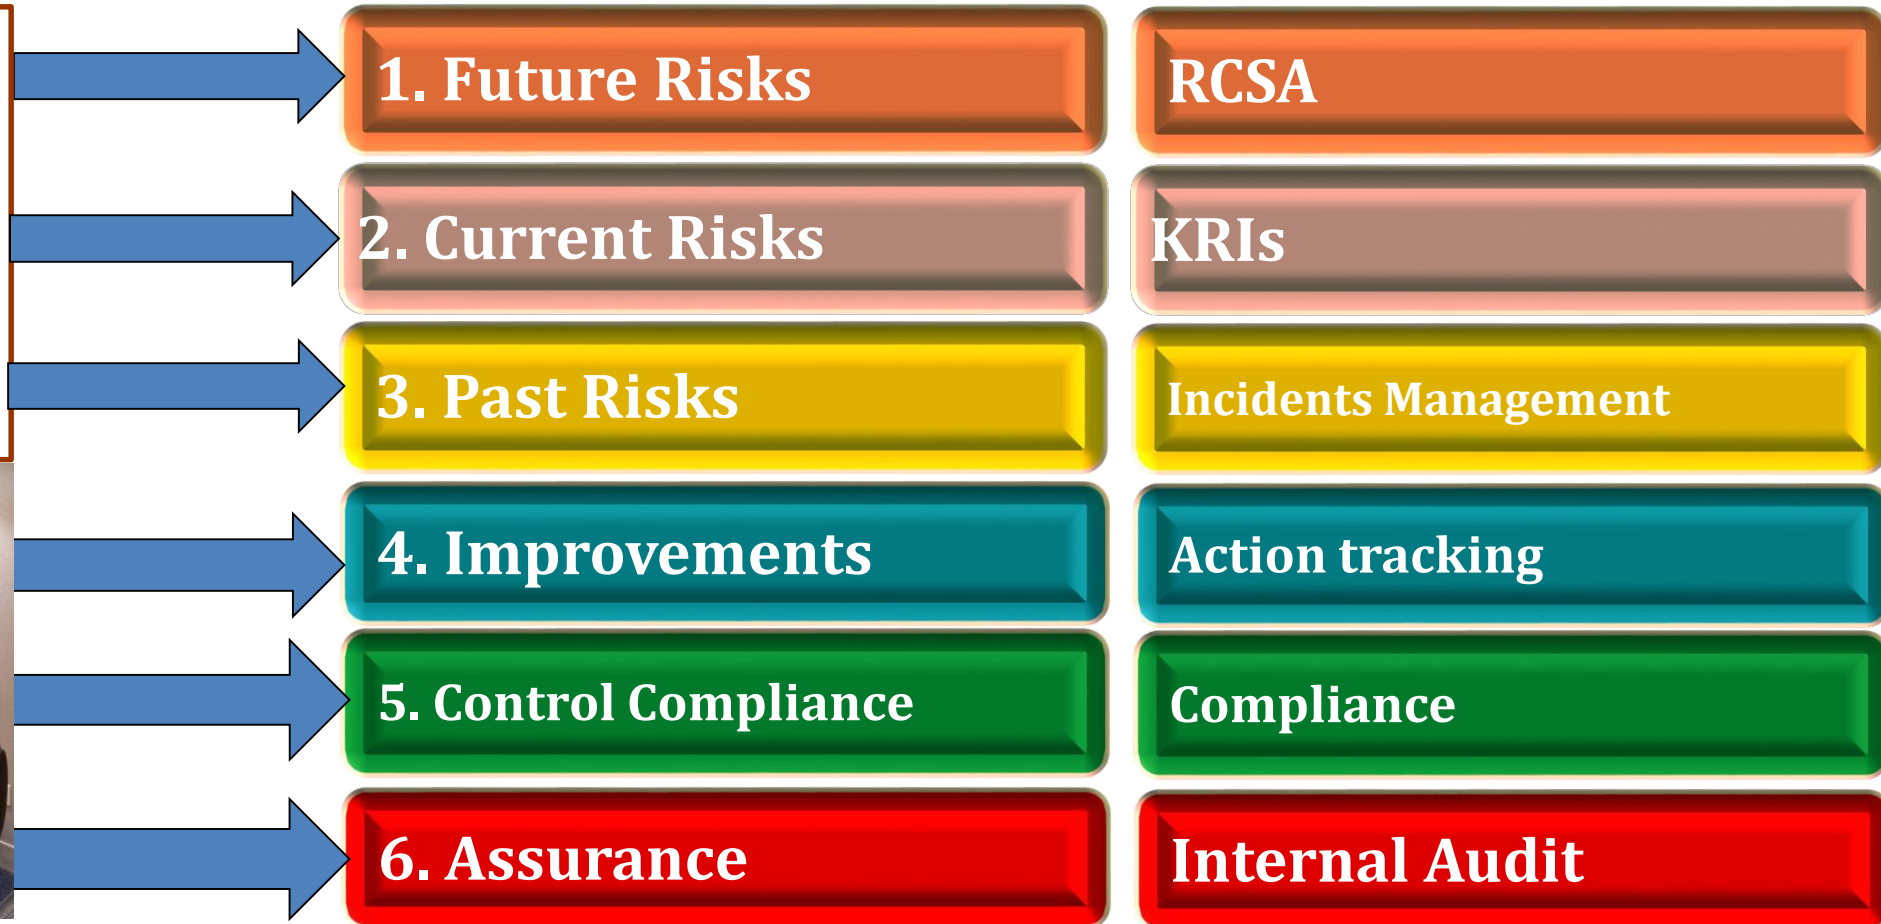 1. Future Risks
RCSA
2. Current Risks
KRIs
3. Past Risks
Incidents Management
4. Improvements
Action tracking
5. Control Compliance
Compliance
6. Assurance
Internal Audit